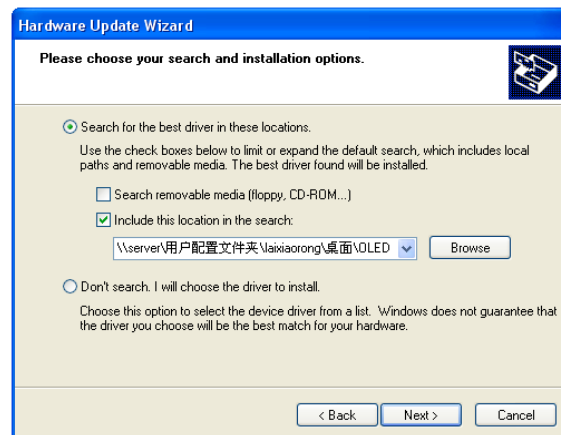 Hardware Update Wizard
Please choose your search and installation options.
Search for the best driver in these locations.
Use the check boxes below to limit or expand the default search, which includes local
paths and removable media. The best driver found will be installed.
Search removable media (floppy, CD-ROM...)
Include this location in the search:
\\server\用户配置文件夹\laixiaorong\桌面\OLED
Browse
Don't search. I will choose the driver to install.
Choose this option to select the device driver from a list. Windows does not guarantee that
the driver you choose will be the best match for your hardware.
< Back
Next >
Cancel